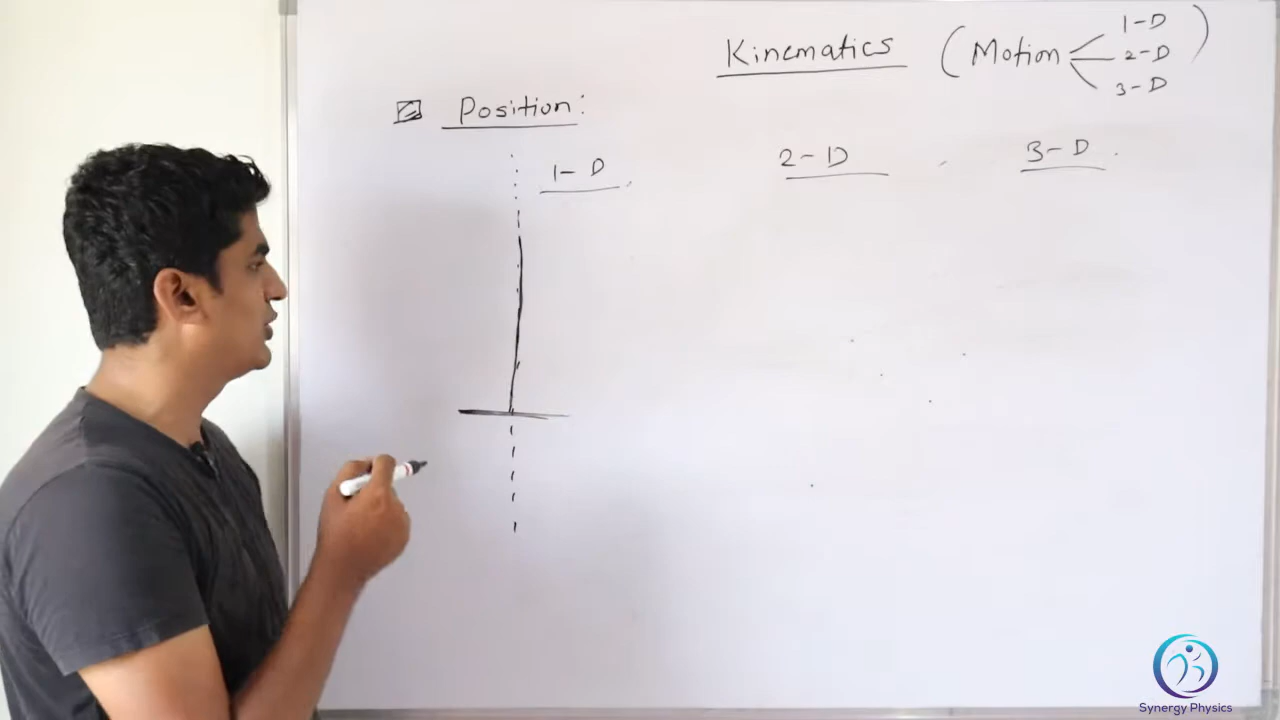 Kinematics (Motion 1-D
2-D
3-D )
Position:
1-D 2-D 3-D
Synergy Physics